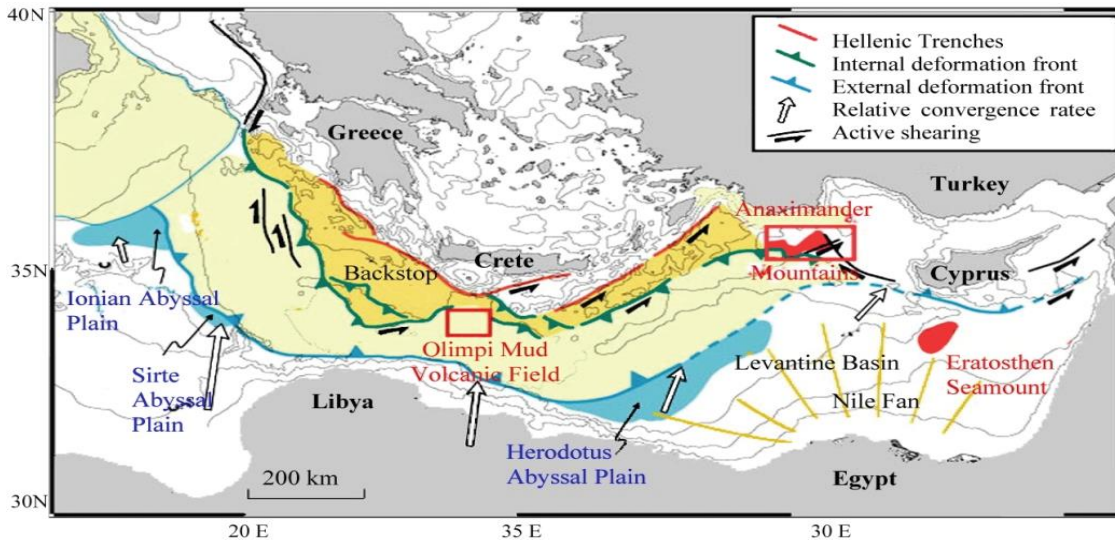 40N
Hellenic Trenches
Internal deformation front
External deformation front
Relative convergence ratee
Active shearing
Greece
Turkey
Anaximander
Mountains
35N
Backstop
Crete
Cyprus
Ionian Abyssal
Plain
Olimpi Mud
Volcanic Field
Levantine Basin
Eratosthen
Seamount
Sirte
Abyssal
Plain
Libya
Nile Fan
Herodotus
Abyssal Plain
Egypt
200 km
30N
20 E
35 E
30 E